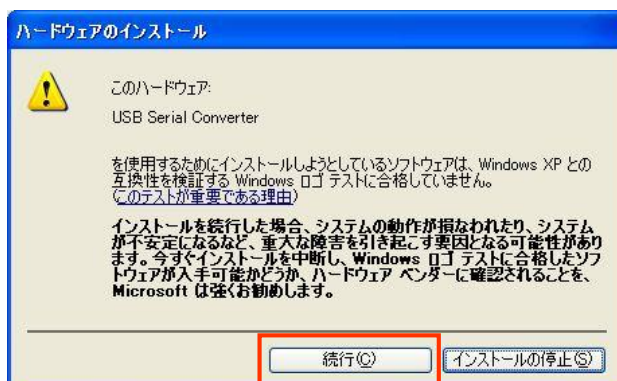 ハードウェアのインストール
このハードウェア:
USB Serial Converter
を使用するためにインストールしようとしているソフトウェアは、Windows XP との
互換性を検証する Windows ロゴ テストに合格していません。
(このテストが重要である理由)
インストールを続行した場合、システムの動作が損なわれたり、システム
が不安定になるなど、重大な障害を引き起こす要因となる可能性があり
ます。今すぐインストールを中断し、Windows ロゴ テストに合格したソフ
トウェアが入手可能かどうか、ハードウェア ベンダーに確認されることを、
Microsoft は強くお勧めします。
続行(C) インストールの停止(S)